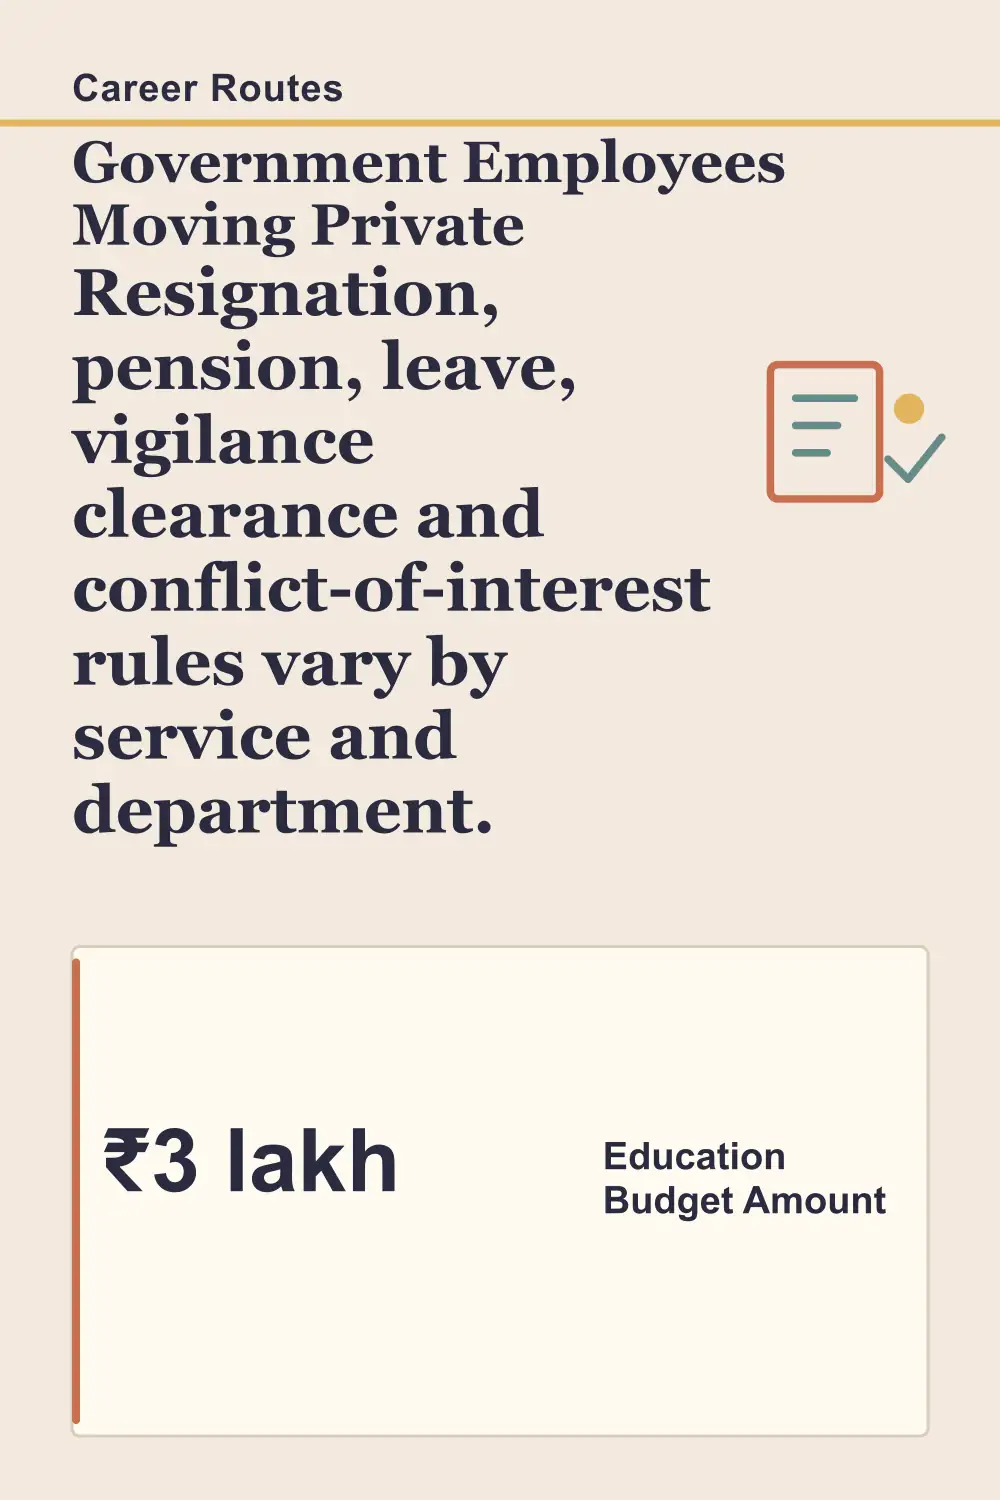 Career Routes
Government Employees
Moving Private
Resignation,
pension, leave,
vigilance
clearance and
conflict-of-interest
rules vary by
service and
department.
₹3 lakh
Education
Budget Amount